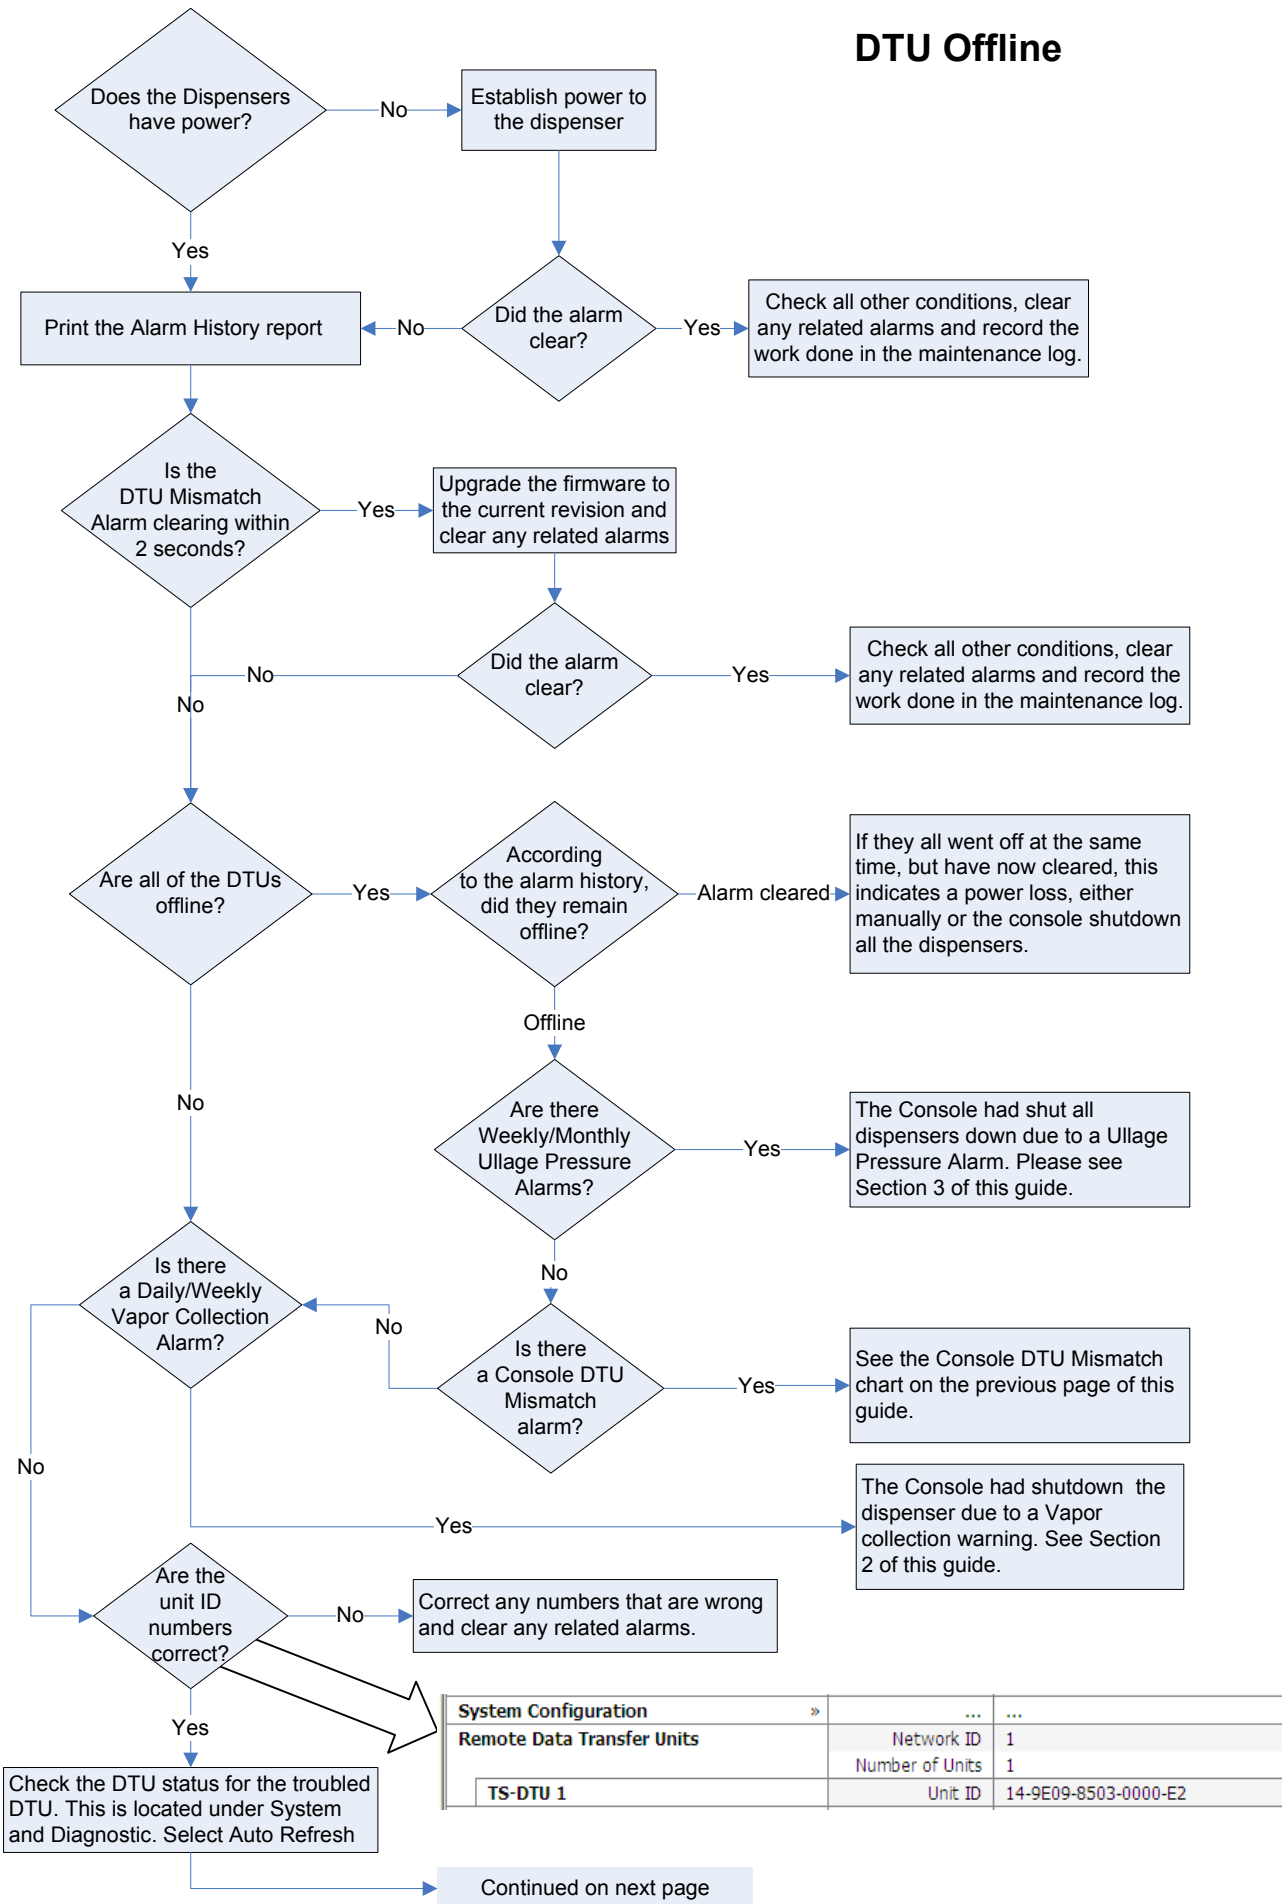 DTU Offline
Does the Dispensers
have power?
No
Establish power to
the dispenser
Yes
Print the Alarm History report
No
Did the alarm
clear?
Yes
Check all other conditions, clear
any related alarms and record the
work done in the maintenance log.
Is the
DTU Mismatch
Alarm clearing within
2 seconds?
Yes
Upgrade the firmware to
the current revision and
clear any related alarms
No
No
Did the alarm
clear?
Yes
Check all other conditions, clear
any related alarms and record the
work done in the maintenance log.
Are all of the DTUs
offline?
Yes
According
to the alarm history,
did they remain
offline?
Alarm cleared
If they all went off at the same
time, but have now cleared, this
indicates a power loss, either
manually or the console shutdown
all the dispensers.
Offline
No
Are there
Weekly/Monthly
Ullage Pressure
Alarms?
Yes
The Console had shut all
dispensers down due to a Ullage
Pressure Alarm. Please see
Section 3 of this guide.
No
Is there
a Daily/Weekly
Vapor Collection
Alarm?
No
Is there
a Console DTU
Mismatch
alarm?
Yes
See the Console DTU Mismatch
chart on the previous page of this
guide.
No
Yes
The Console had shutdown  the
dispenser due to a Vapor
collection warning. See Section
2 of this guide.
Are the
unit ID
numbers
correct?
No
Correct any numbers that are wrong
and clear any related alarms.
Yes
System Configuration » ... ...
Remote Data Transfer Units Network ID 1
Number of Units 1
TS-DTU 1 Unit ID 14-9E09-8503-0000-E2
Check the DTU status for the troubled
DTU. This is located under System
and Diagnostic. Select Auto Refresh
Continued on next page